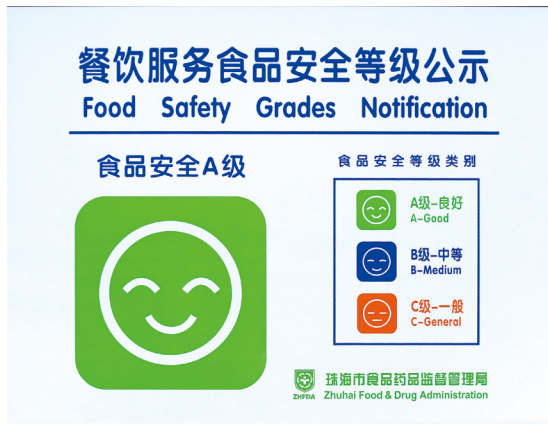 餐饮服务食品安全等级公示
Food Safety Grades Notification
食品安全A级
食品安全等级类别
A级-良好
A-Good
B级-中等
B-Medium
C级-一般
C-General
ZHFDA
珠海市食品药品监督管理局
Zhuhai Food & Drug Administration